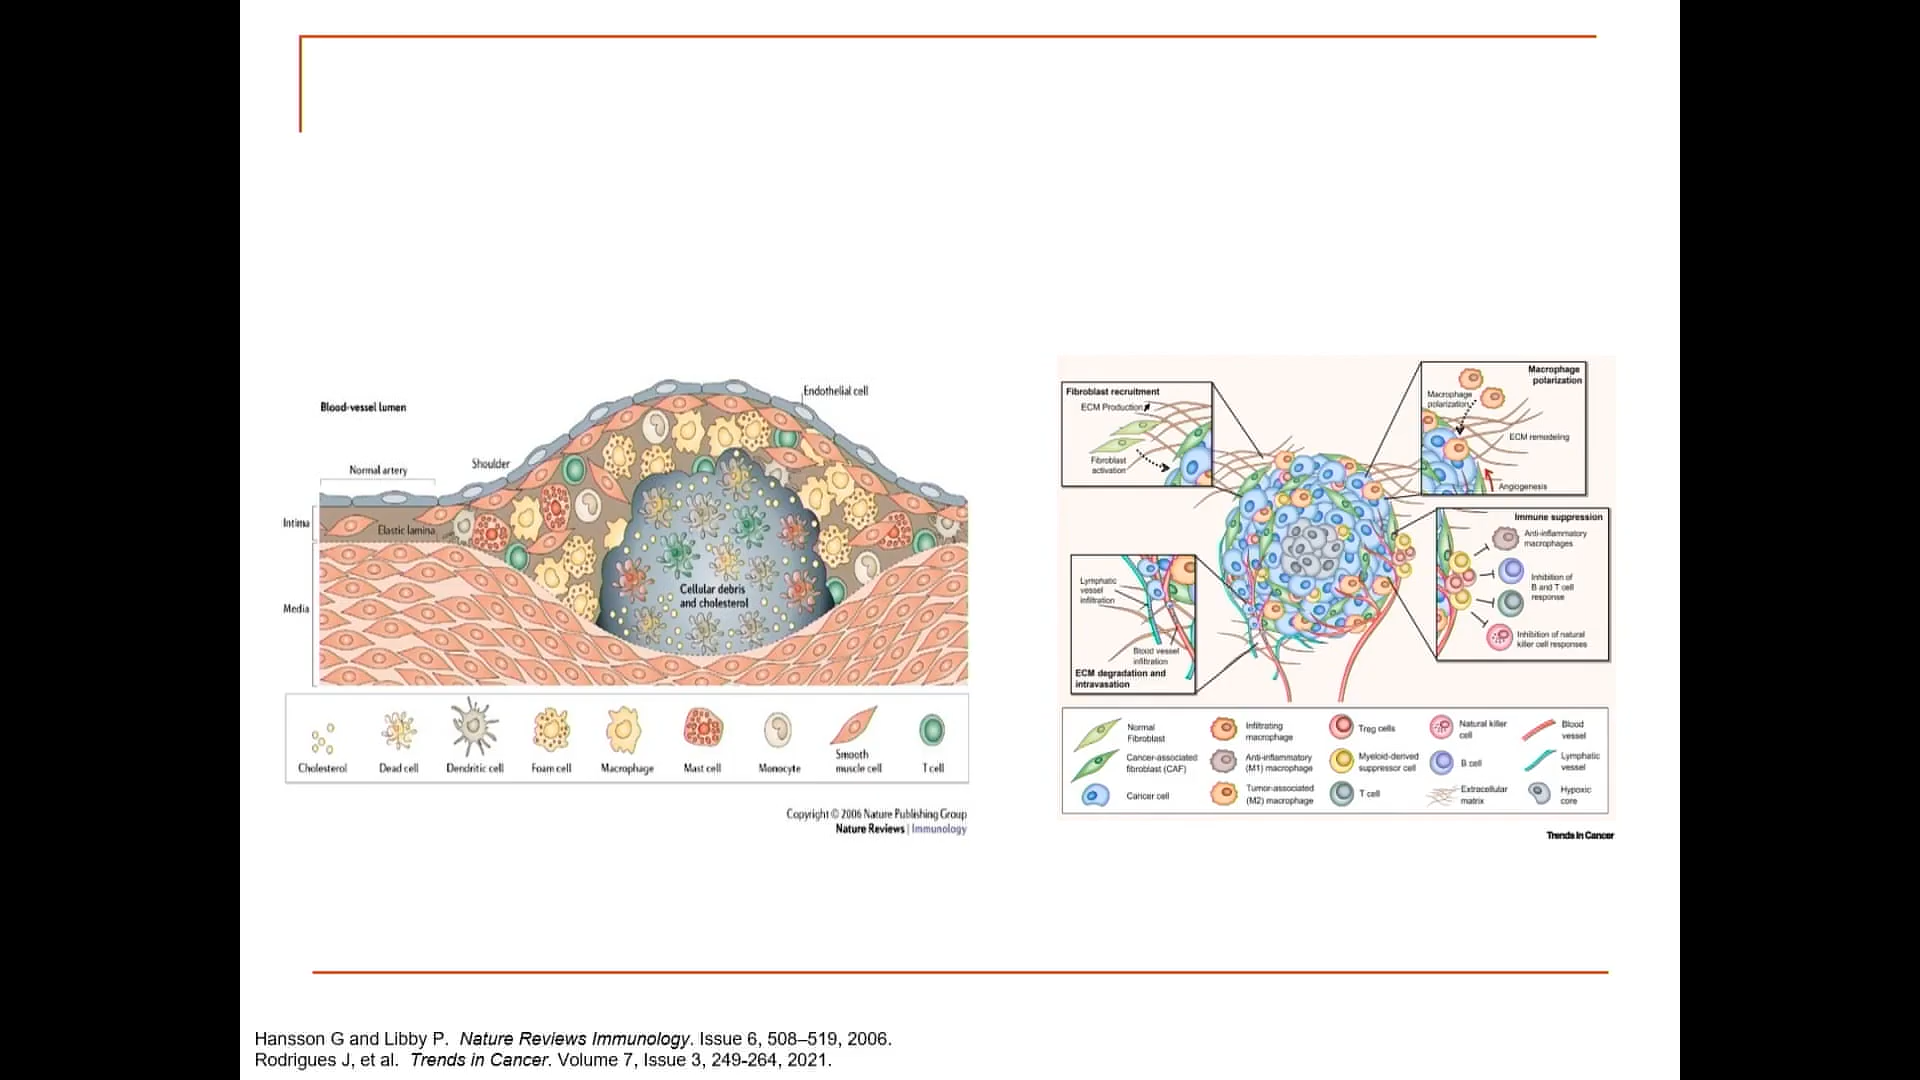 Blood-vessel lumen
Endothelial cell
Normal artery
Shoulder
Intima
Elastic lamina
Media
Cellular debris
and cholesterol
Cholesterol
Dead cell
Dendritic cell
Foam cell
Macrophage
Mast cell
Monocyte
Smooth
muscle cell
T cell
Copyright © 2006 Nature Publishing Group
Nature Reviews | Immunology
Fibroblast recruitment
ECM Production
Fibroblast
activation
Macrophage
polarization
Macrophage
polarization
ECM remodeling
Angiogenesis
Immune suppression
Anti-inflammatory
macrophages
Inhibition of
B and T cell
response
Inhibition of natural
killer cell responses
Lymphatic
vessel
infiltration
Blood vessel
infiltration
ECM degradation and
intravasation
Normal
Fibroblast
Cancer-associated
fibroblast (CAF)
Cancer cell
Infiltrating
macrophage
Anti-inflammatory
(M1) macrophage
Tumor-associated
(M2) macrophage
Treg cells
Myeloid-derived
suppressor cell
T cell
Natural killer
cell
B cell
Extracellular
matrix
Blood
vessel
Lymphatic
vessel
Hypoxic
core
Trends in Cancer
Hansson G and Libby P. Nature Reviews Immunology. Issue 6, 508–519, 2006.
Rodrigues J, et al. Trends in Cancer. Volume 7, Issue 3, 249-264, 2021.